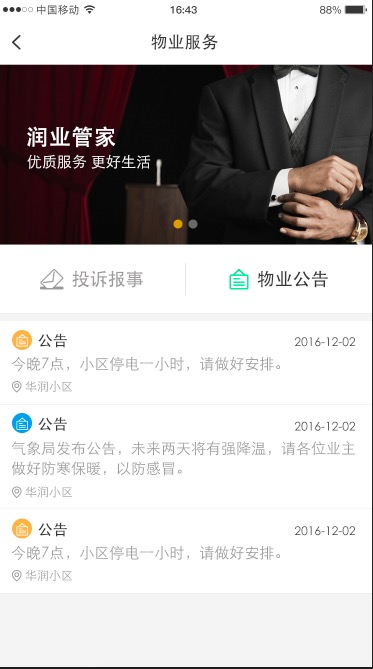 中国移动 16:43 88%
物业服务
润业管家
优质服务 更好生活
投诉报事 物业公告
公告 2016-12-02
今晚7点，小区停电一小时，请做好安排。
华润小区
公告 2016-12-02
气象局发布公告，未来两天将有强降温，请各位业主
做好防寒保暖，以防感冒。
华润小区
公告 2016-12-02
今晚7点，小区停电一小时，请做好安排。
华润小区